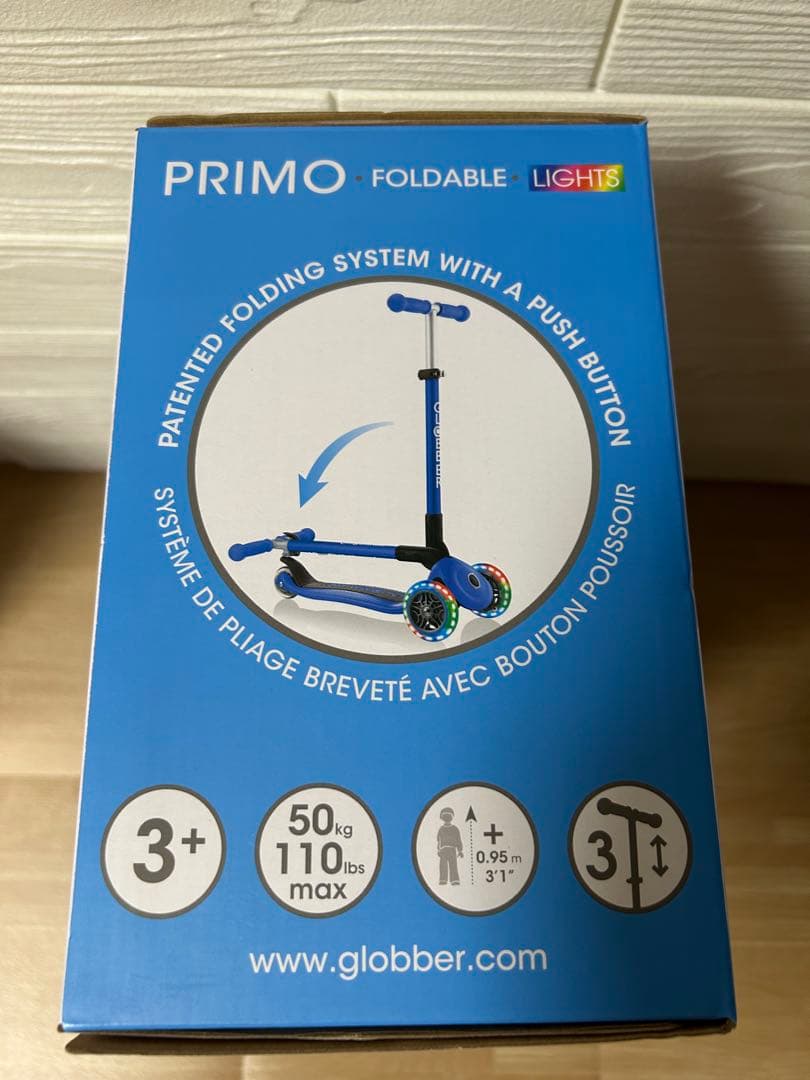 PRIMO · FOLDABLE · LIGHTS
PATENTED FOLDING SYSTEM WITH A PUSH BUTTON
GLOBBER
SYSTÈME DE PLIAGE BREVETÉ AVEC BOUTON POUSSOIR
3+
50kg
110lbs
max
+
0.95 m
3'1"
3
www.globber.com